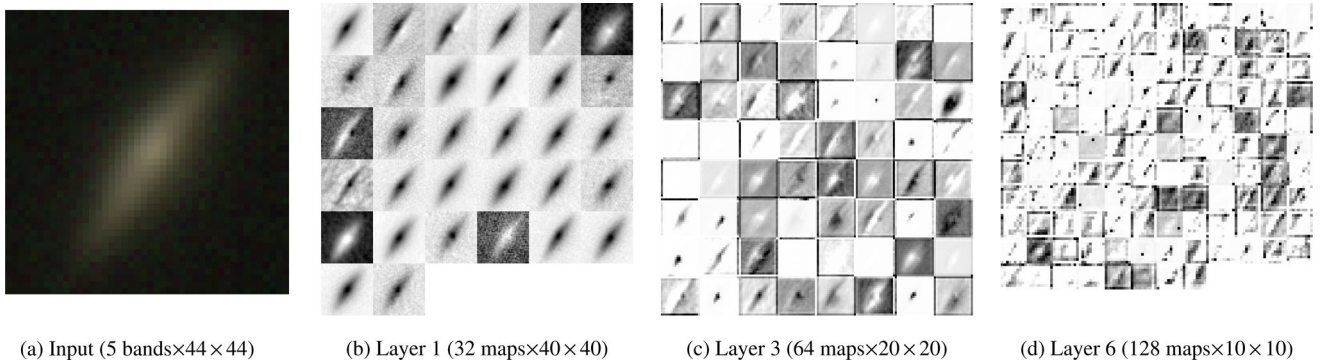 (a) Input (5 bands×44×44)
(b) Layer 1 (32 maps×40×40)
(c) Layer 3 (64 maps×20×20)
(d) Layer 6 (128 maps×10×10)